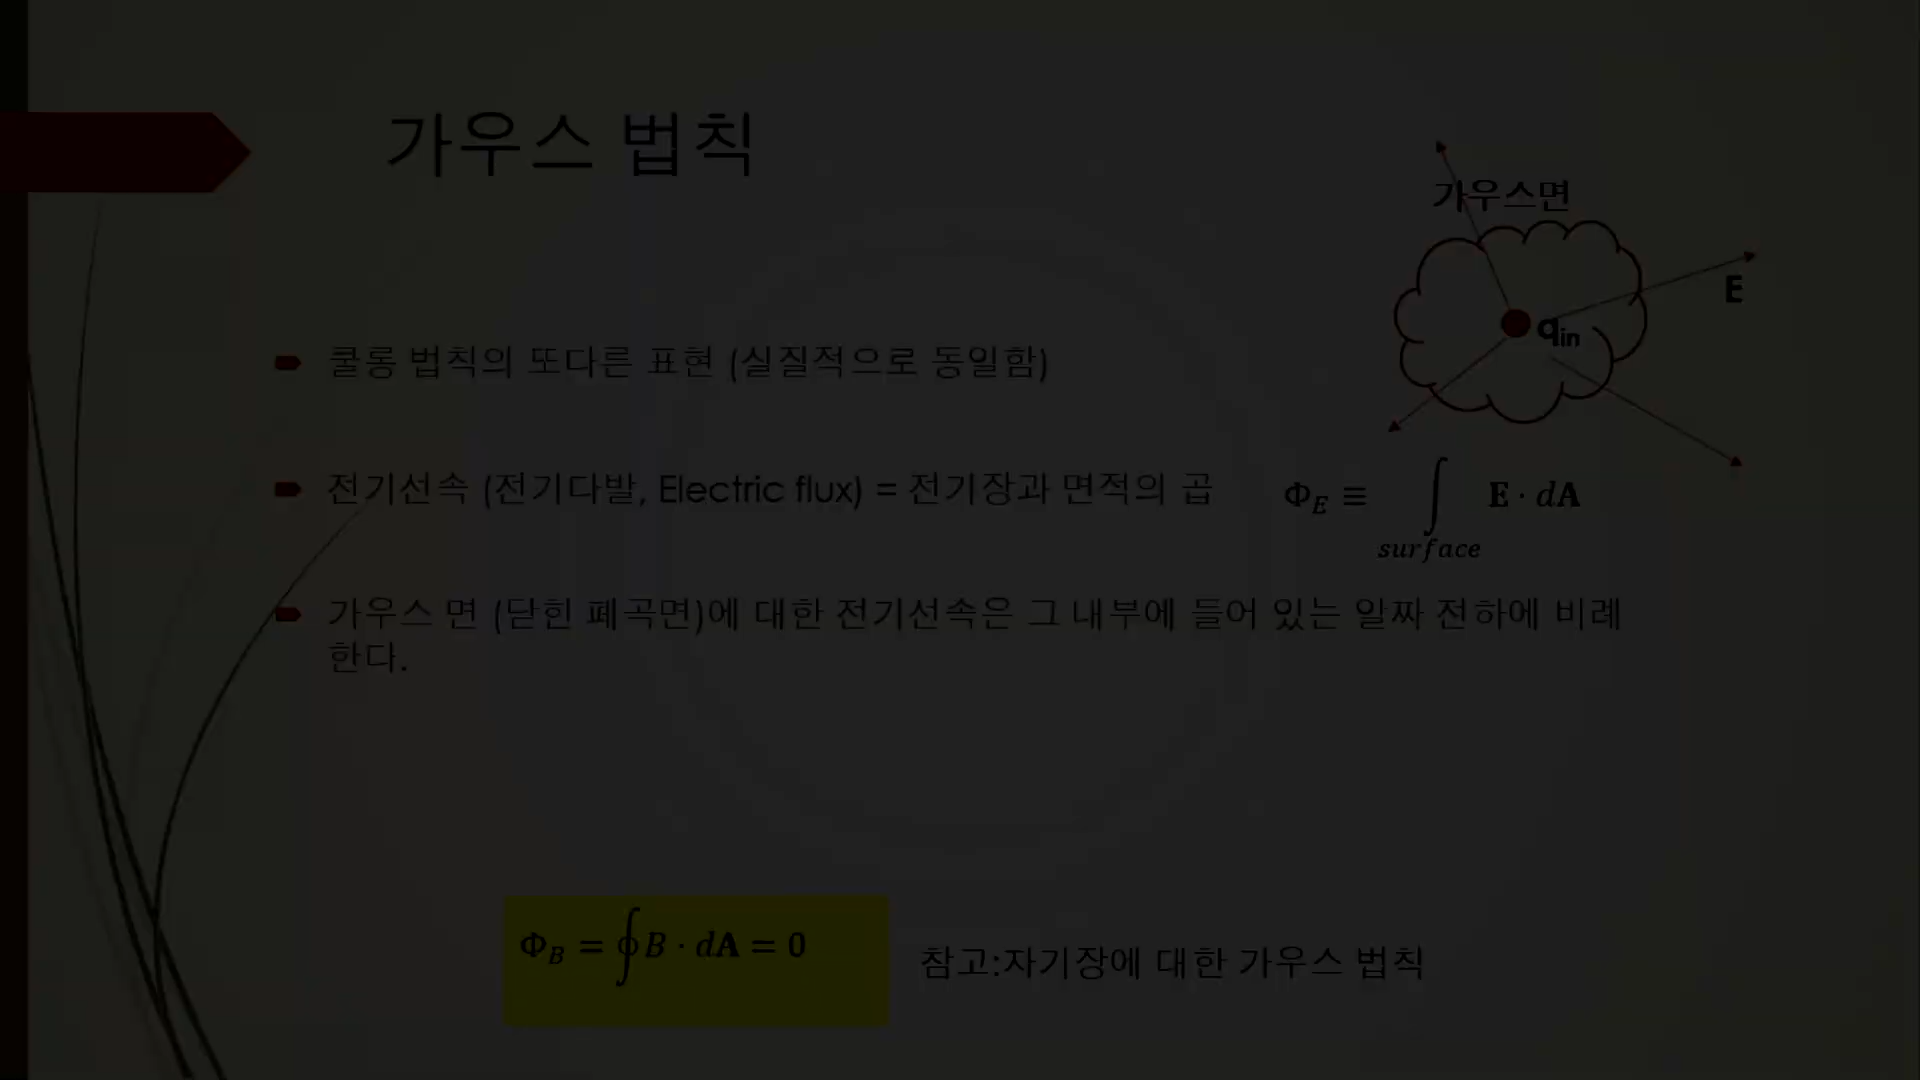 가우스 법칙
가우스면
E
qin
쿨롱 법칙의 또다른 표현 (실질적으로 동일함)
전기선속 (전기다발, Electric flux) = 전기장과 면적의 곱
Φ_E ≡ ∫ E · dA
surface
가우스 면 (닫힌 폐곡면)에 대한 전기선속은 그 내부에 들어 있는 알짜 전하에 비례
한다.
Φ_B = ∮ B · dA = 0
참고:자기장에 대한 가우스 법칙